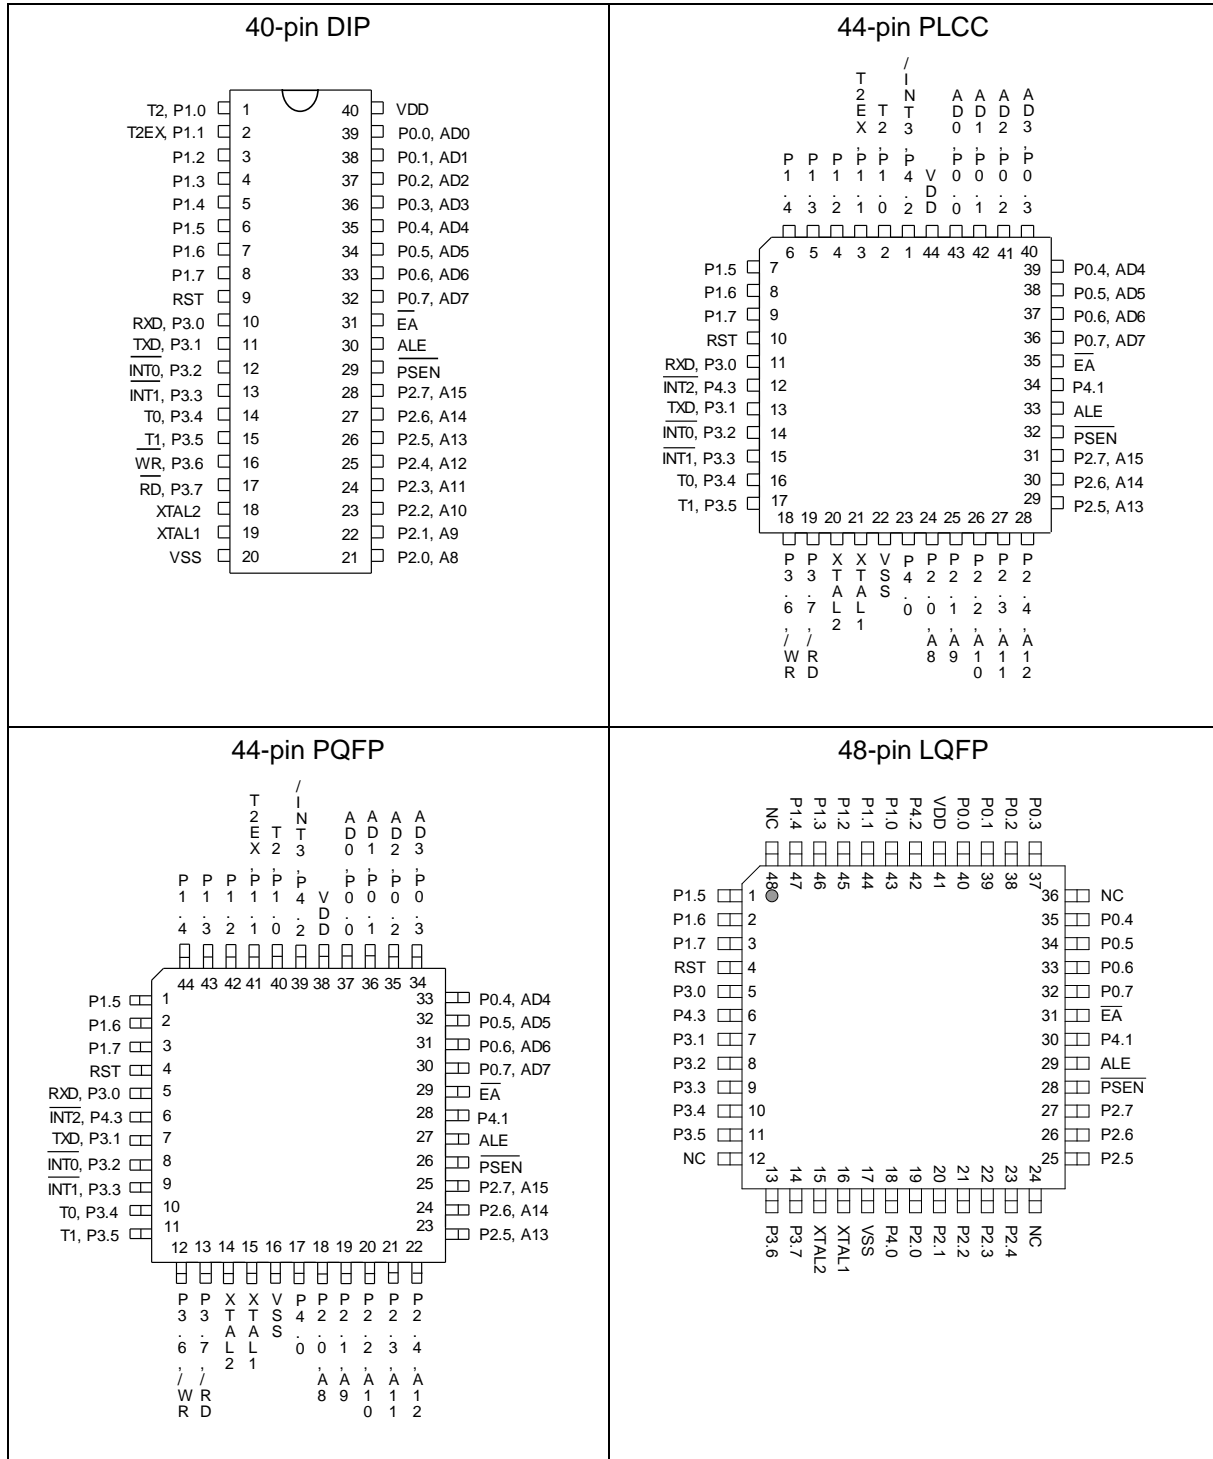 40-pin DIP
T2, P1.0 1 40 VDD
T2EX, P1.1 2 39 P0.0, AD0
P1.2 3 38 P0.1, AD1
P1.3 4 37 P0.2, AD2
P1.4 5 36 P0.3, AD3
P1.5 6 35 P0.4, AD4
P1.6 7 34 P0.5, AD5
P1.7 8 33 P0.6, AD6
RST 9 32 P0.7, AD7
RXD, P3.0 10 31 EA
TXD, P3.1 11 30 ALE
INT0, P3.2 12 29 PSEN
INT1, P3.3 13 28 P2.7, A15
T0, P3.4 14 27 P2.6, A14
T1, P3.5 15 26 P2.5, A13
WR, P3.6 16 25 P2.4, A12
RD, P3.7 17 24 P2.3, A11
XTAL2 18 23 P2.2, A10
XTAL1 19 22 P2.1, A9
VSS 20 21 P2.0, A8
44-pin PLCC
P1.4
P1.3
P1.2
T2EX,P1.1
T2,P1.0
/INT3,P4.2
VDD
AD0,P0.0
AD1,P0.1
AD2,P0.2
AD3,P0.3
6 5 4 3 2 1 44 43 42 41 40
P1.5 7 39 P0.4, AD4
P1.6 8 38 P0.5, AD5
P1.7 9 37 P0.6, AD6
RST 10 36 P0.7, AD7
RXD, P3.0 11 35 EA
INT2, P4.3 12 34 P4.1
TXD, P3.1 13 33 ALE
INT0, P3.2 14 32 PSEN
INT1, P3.3 15 31 P2.7, A15
T0, P3.4 16 30 P2.6, A14
T1, P3.5 17 29 P2.5, A13
18 19 20 21 22 23 24 25 26 27 28
P3.6,/WR
P3.7,/RD
XTAL2
XTAL1
VSS
P4.0
P2.0,A8
P2.1,A9
P2.2,A10
P2.3,A11
P2.4,A12
44-pin PQFP
P1.4
P1.3
P1.2
T2EX,P1.1
T2,P1.0
/INT3,P4.2
VDD
AD0,P0.0
AD1,P0.1
AD2,P0.2
AD3,P0.3
44 43 42 41 40 39 38 37 36 35 34
P1.5 1 33 P0.4, AD4
P1.6 2 32 P0.5, AD5
P1.7 3 31 P0.6, AD6
RST 4 30 P0.7, AD7
RXD, P3.0 5 29 EA
INT2, P4.3 6 28 P4.1
TXD, P3.1 7 27 ALE
INT0, P3.2 8 26 PSEN
INT1, P3.3 9 25 P2.7, A15
T0, P3.4 10 24 P2.6, A14
T1, P3.5 11 23 P2.5, A13
12 13 14 15 16 17 18 19 20 21 22
P3.6,/WR
P3.7,/RD
XTAL2
XTAL1
VSS
P4.0
P2.0,A8
P2.1,A9
P2.2,A10
P2.3,A11
P2.4,A12
48-pin LQFP
NC P1.4 P1.3 P1.2 P1.1 P1.0 P4.2 VDD P0.0 P0.1 P0.2 P0.3
48 47 46 45 44 43 42 41 40 39 38 37
P1.5 1 36 NC
P1.6 2 35 P0.4
P1.7 3 34 P0.5
RST 4 33 P0.6
P3.0 5 32 P0.7
P4.3 6 31 EA
P3.1 7 30 P4.1
P3.2 8 29 ALE
P3.3 9 28 PSEN
P3.4 10 27 P2.7
P3.5 11 26 P2.6
NC 12 25 P2.5
13 14 15 16 17 18 19 20 21 22 23 24
P3.6 P3.7 XTAL2 XTAL1 VSS P4.0 P2.0 P2.1 P2.2 P2.3 P2.4 NC